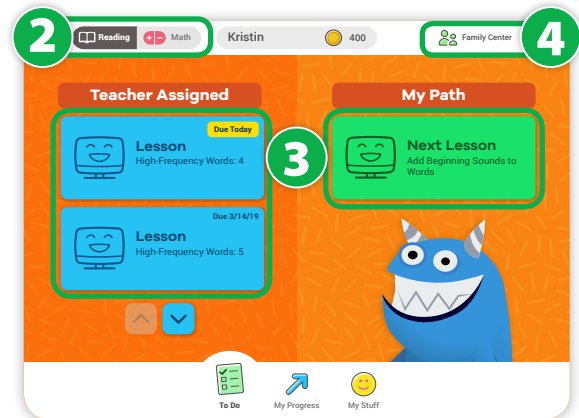 2
Reading
Math
Kristin
400
Family Center
4
Teacher Assigned
My Path
Due Today
Lesson
High-Frequency Words: 4
3
Next Lesson
Add Beginning Sounds to
Words
Due 3/14/19
Lesson
High-Frequency Words: 5
To Do
My Progress
My Stuff